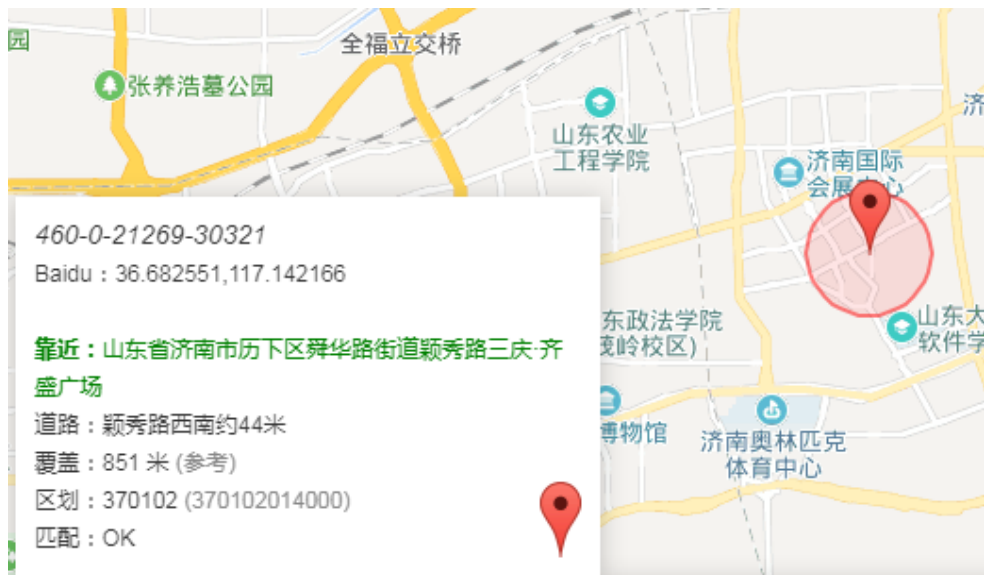 园
全福立交桥
张养浩墓公园
山东农业
工程学院
济
济南国际
会展中心
460-0-21269-30321
Baidu：36.682551,117.142166
靠近：山东省济南市历下区舜华路街道颖秀路三庆·齐
盛广场
道路：颖秀路西南约44米
覆盖：851 米 (参考)
区划：370102 (370102014000)
匹配：OK
东政法学院
茂岭校区)
山东大
软件学
博物馆
济南奥林匹克
体育中心